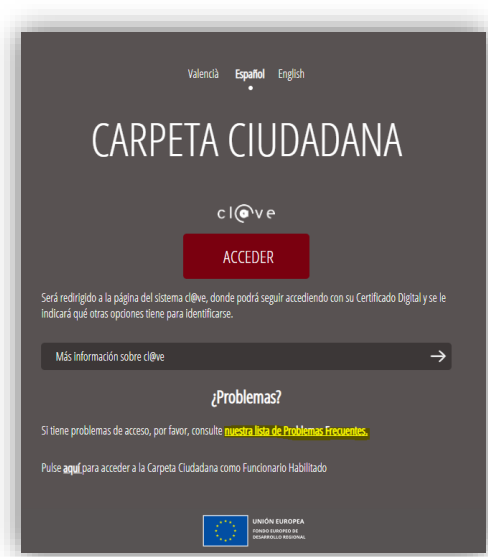 Valencià Español English
CARPETA CIUDADANA
cl@ve
ACCEDER
Será redirigido a la página del sistema cl@ve, donde podrá seguir accediendo con su Certificado Digital y se le
indicará qué otras opciones tiene para identificarse.
Más información sobre cl@ve
¿Problemas?
Si tiene problemas de acceso, por favor, consulte nuestra lista de Problemas Frecuentes.
Pulse aquí para acceder a la Carpeta Ciudadana como Funcionario Habilitado
UNIÓN EUROPEA
FONDO EUROPEO DE
DESARROLLO REGIONAL